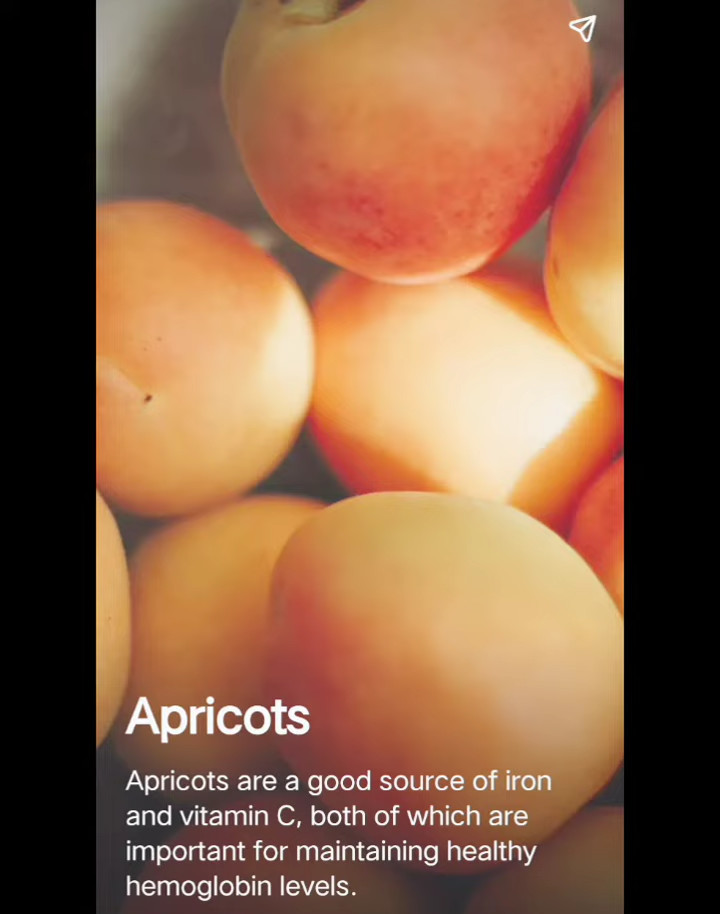 Apricots
Apricots are a good source of iron
and vitamin C, both of which are
important for maintaining healthy
hemoglobin levels.